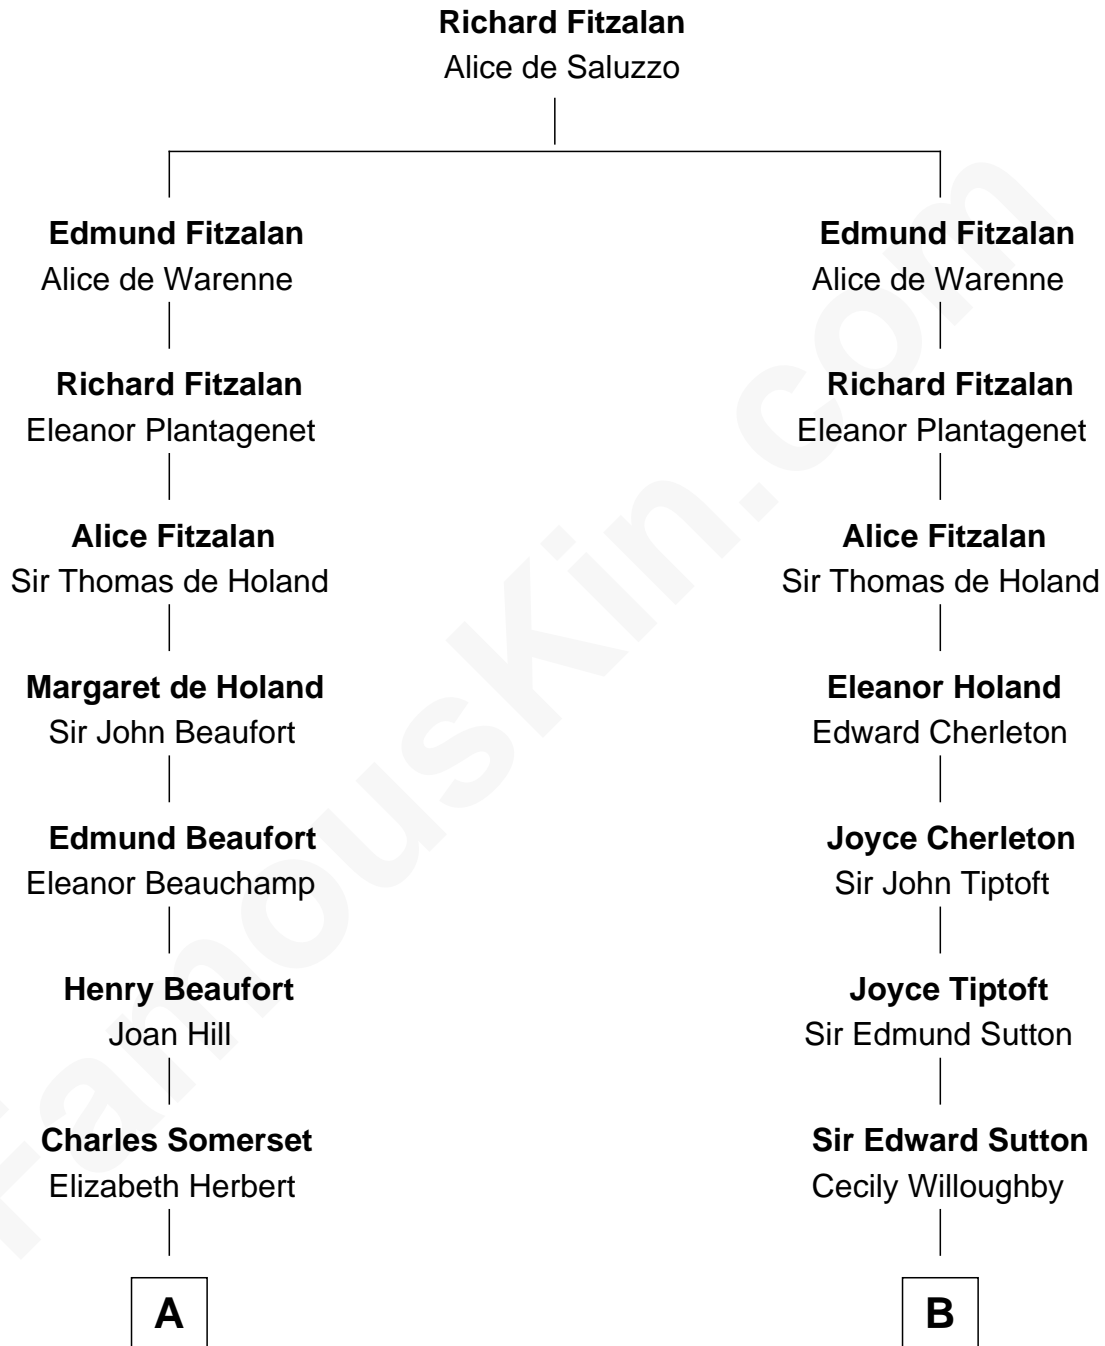 Richard Fitzalan
Alice de Saluzzo
Edmund Fitzalan
Alice de Warenne
Richard Fitzalan
Eleanor Plantagenet
Alice Fitzalan
Sir Thomas de Holand
Margaret de Holand
Sir John Beaufort
Edmund Beaufort
Eleanor Beauchamp
Henry Beaufort
Joan Hill
Charles Somerset
Elizabeth Herbert
A
Edmund Fitzalan
Alice de Warenne
Richard Fitzalan
Eleanor Plantagenet
Alice Fitzalan
Sir Thomas de Holand
Eleanor Holand
Edward Cherleton
Joyce Cherleton
Sir John Tiptoft
Joyce Tiptoft
Sir Edmund Sutton
Sir Edward Sutton
Cecily Willoughby
B
FamousKin.com